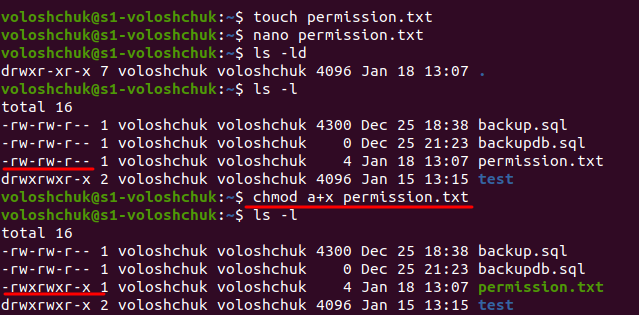 voloshchuk@s1-voloshchuk:~$ touch permission.txt
voloshchuk@s1-voloshchuk:~$ nano permission.txt
voloshchuk@s1-voloshchuk:~$ ls -ld
drwxr-xr-x 7 voloshchuk voloshchuk 4096 Jan 18 13:07 .
voloshchuk@s1-voloshchuk:~$ ls -l
total 16
-rw-rw-r-- 1 voloshchuk voloshchuk 4300 Dec 25 18:38 backup.sql
-rw-rw-r-- 1 voloshchuk voloshchuk    0 Dec 25 21:23 backupdb.sql
-rw-rw-r-- 1 voloshchuk voloshchuk    4 Jan 18 13:07 permission.txt
drwxrwxr-x 2 voloshchuk voloshchuk 4096 Jan 15 13:15 test
voloshchuk@s1-voloshchuk:~$ chmod a+x permission.txt
voloshchuk@s1-voloshchuk:~$ ls -l
total 16
-rw-rw-r-- 1 voloshchuk voloshchuk 4300 Dec 25 18:38 backup.sql
-rw-rw-r-- 1 voloshchuk voloshchuk    0 Dec 25 21:23 backupdb.sql
-rwxrwxr-x 1 voloshchuk voloshchuk    4 Jan 18 13:07 permission.txt
drwxrwxr-x 2 voloshchuk voloshchuk 4096 Jan 15 13:15 test